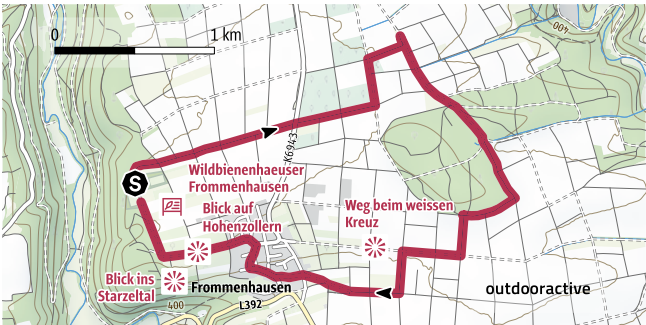 0
1 km
400
K6943
S
Wildbienenhaeuser
Frommenhausen
Blick auf
Hohenzollern
Weg beim weissen
Kreuz
Blick ins
Starzeltal
Frommenhausen
400
L392
outdooractive